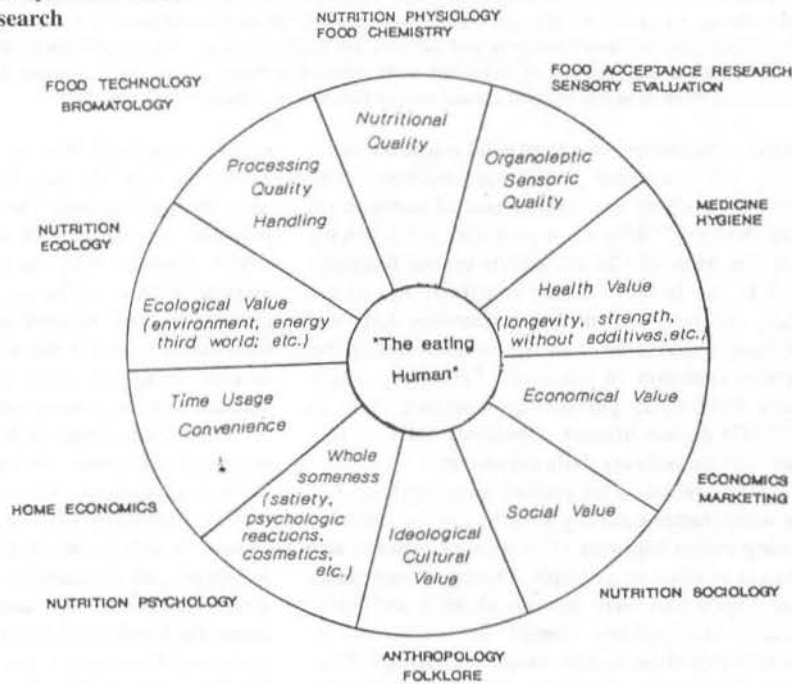 search
NUTRITION PHYSIOLOGY
FOOD CHEMISTRY
FOOD TECHNOLOGY
BROMATOLOGY
FOOD ACCEPTANCE RESEARCH
SENSORY EVALUATION
Nutritional
Quality
Processing
Quality
Handling
Organoleptic
Sensoric
Quality
NUTRITION
ECOLOGY
MEDICINE
HYGIENE
Ecological Value
(environment, energy
third world; etc.)
"The eating
Human"
Health Value
(longevity, strength,
without additives,etc.)
Time Usage
Convenience
Economical Value
Whole
someness
(satiety,
psychologic
reactions,
cosmetics,
etc.)
Ideological
Cultural
Value
Social Value
HOME ECONOMICS
ECONOMICS
MARKETING
NUTRITION PSYCHOLOGY
NUTRITION SOCIOLOGY
ANTHROPOLOGY
FOLKLORE